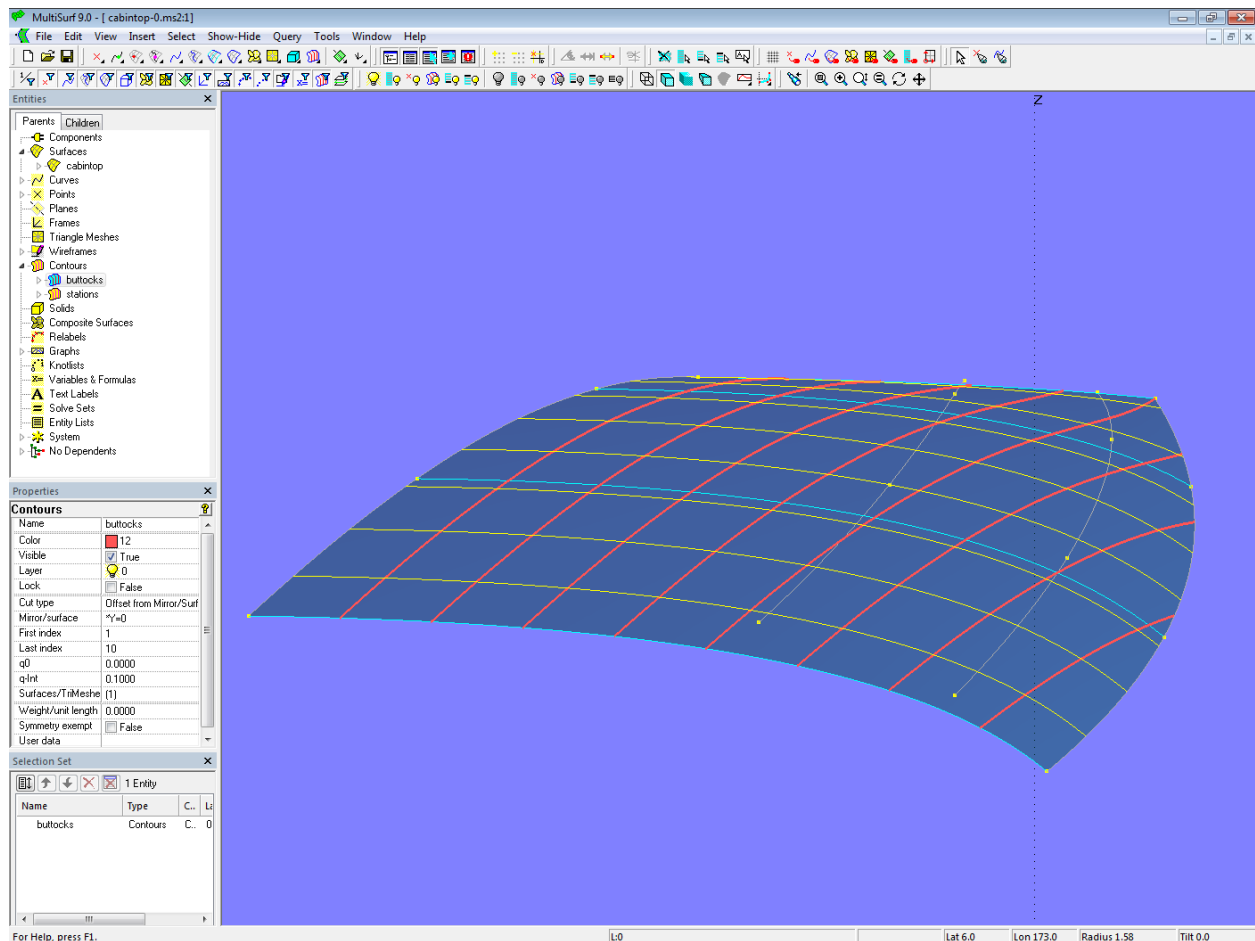 MultiSurf 9.0 - [ cabintop-0.ms2:1]
File Edit View Insert Select Show-Hide Query Tools Window Help
Entities
Parents Children
Components
Surfaces
cabintop
Curves
Points
Planes
Frames
Triangle Meshes
Wireframes
Contours
buttocks
stations
Solids
Composite Surfaces
Relabels
Graphs
Knotlists
Variables & Formulas
Text Labels
Solve Sets
Entity Lists
System
No Dependents
Properties
Contours
Name buttocks
Color 12
Visible True
Layer 0
Lock False
Cut type Offset from Mirror/Surf
Mirror/surface *Y=0
First index 1
Last index 10
q0 0.0000
q-Int 0.1000
Surfaces/TriMeshe (1)
Weight/unit length 0.0000
Symmetry exempt False
User data
Selection Set
1 Entity
Name Type C.. La
buttocks Contours C.. 0
Z
For Help, press F1. L:0 Lat 6.0 Lon 173.0 Radius 1.58 Tilt 0.0